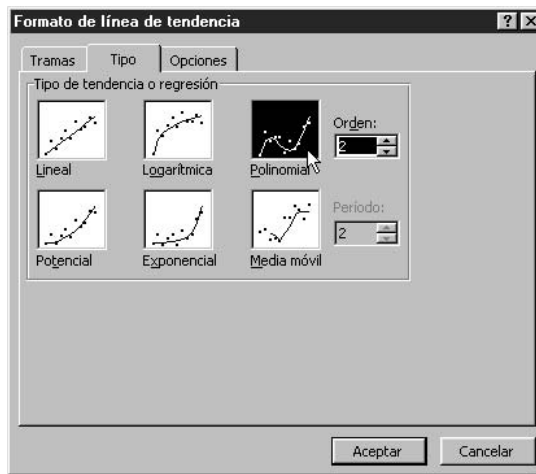 Formato de línea de tendencia
Tramas Tipo Opciones
Tipo de tendencia o regresión
Orden:
2
Lineal Logarítmica Polinomial
Período:
2
Potencial Exponencial Media móvil
Aceptar Cancelar